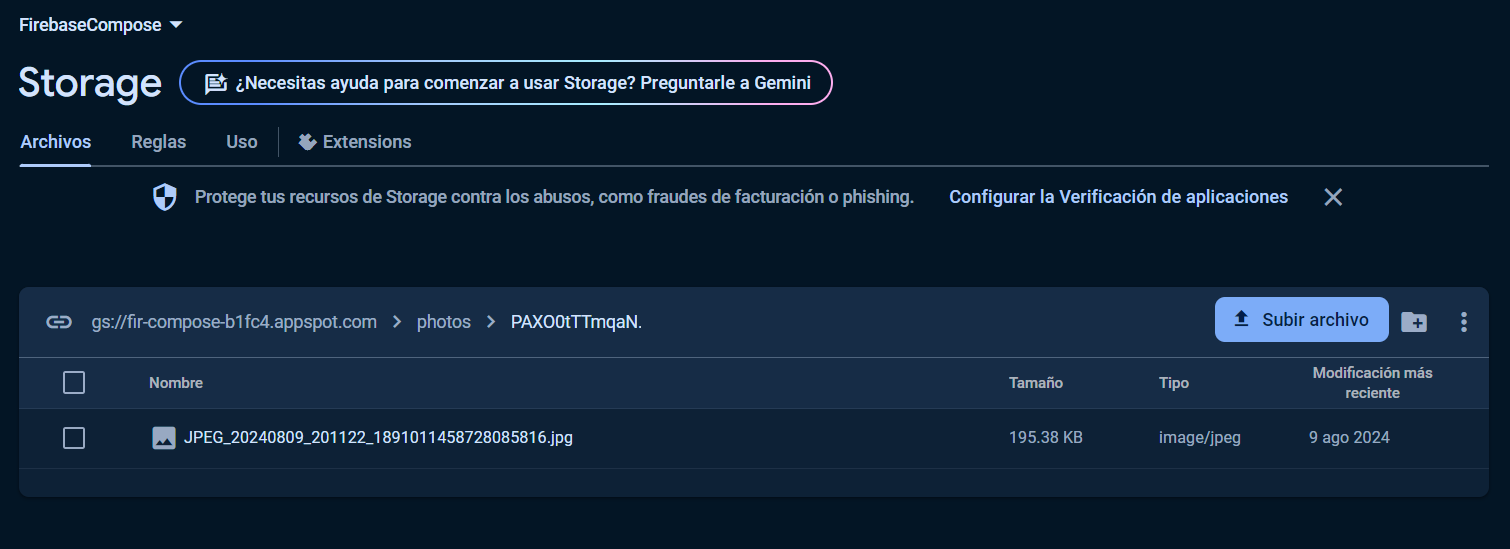 FirebaseCompose
Storage
¿Necesitas ayuda para comenzar a usar Storage? Preguntarle a Gemini
Archivos Reglas Uso Extensions
Protege tus recursos de Storage contra los abusos, como fraudes de facturación o phishing. Configurar la Verificación de aplicaciones
gs://fir-compose-b1fc4.appspot.com > photos > PAXO0tTTmqaN. Subir archivo
Nombre Tamaño Tipo Modificación más reciente
JPEG_20240809_201122_1891011458728085816.jpg 195.38 KB image/jpeg 9 ago 2024